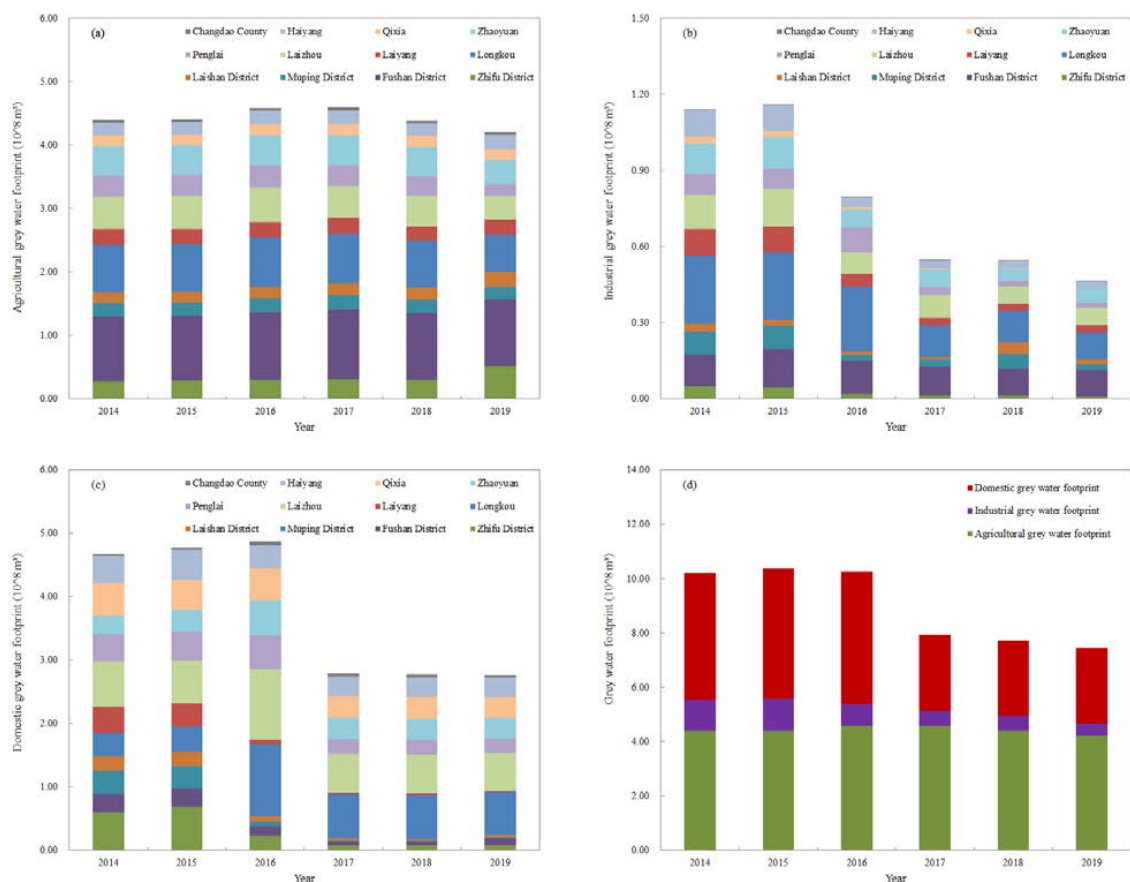 (a)
Changdao County Haiyang Qixia Zhaoyuan
Penglai Laizhou Laiyang Longkou
Laishan District Muping District Fushan District Zhifu District
Agricultural grey water footprint (10^8 m³)
6.00
5.00
4.00
3.00
2.00
1.00
0.00
2014 2015 2016 2017 2018 2019
Year
(b)
Changdao County Haiyang Qixia Zhaoyuan
Penglai Laizhou Laiyang Longkou
Laishan District Muping District Fushan District Zhifu District
Industrial grey water footprint (10^8 m³)
1.50
1.20
0.90
0.60
0.30
0.00
2014 2015 2016 2017 2018 2019
Year
(c)
Changdao County Haiyang Qixia Zhaoyuan
Penglai Laizhou Laiyang Longkou
Laishan District Muping District Fushan District Zhifu District
Domestic grey water footprint (10^8 m³)
6.00
5.00
4.00
3.00
2.00
1.00
0.00
2014 2015 2016 2017 2018 2019
Year
(d)
Domestic grey water footprint
Industrial grey water footprint
Agricultural grey water footprint
Grey water footprint (10^8 m³)
14.00
12.00
10.00
8.00
6.00
4.00
2.00
0.00
2014 2015 2016 2017 2018 2019
Year